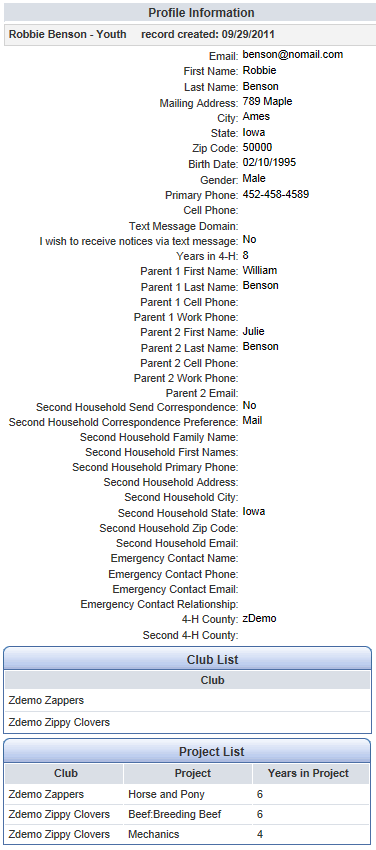 Profile Information
Robbie Benson - Youth record created: 09/29/2011
Email: benson@nomail.com
First Name: Robbie
Last Name: Benson
Mailing Address: 789 Maple
City: Ames
State: Iowa
Zip Code: 50000
Birth Date: 02/10/1995
Gender: Male
Primary Phone: 452-458-4589
Cell Phone:
Text Message Domain:
I wish to receive notices via text message: No
Years in 4-H: 8
Parent 1 First Name: William
Parent 1 Last Name: Benson
Parent 1 Cell Phone:
Parent 1 Work Phone:
Parent 2 First Name: Julie
Parent 2 Last Name: Benson
Parent 2 Cell Phone:
Parent 2 Work Phone:
Parent 2 Email:
Second Household Send Correspondence: No
Second Household Correspondence Preference: Mail
Second Household Family Name:
Second Household First Names:
Second Household Primary Phone:
Second Household Address:
Second Household City:
Second Household State: Iowa
Second Household Zip Code:
Second Household Email:
Emergency Contact Name:
Emergency Contact Phone:
Emergency Contact Email:
Emergency Contact Relationship:
4-H County: zDemo
Second 4-H County:
Club List
Club
Zdemo Zappers
Zdemo Zippy Clovers
Project List
Club Project Years in Project
Zdemo Zappers Horse and Pony 6
Zdemo Zippy Clovers Beef:Breeding Beef 6
Zdemo Zippy Clovers Mechanics 4